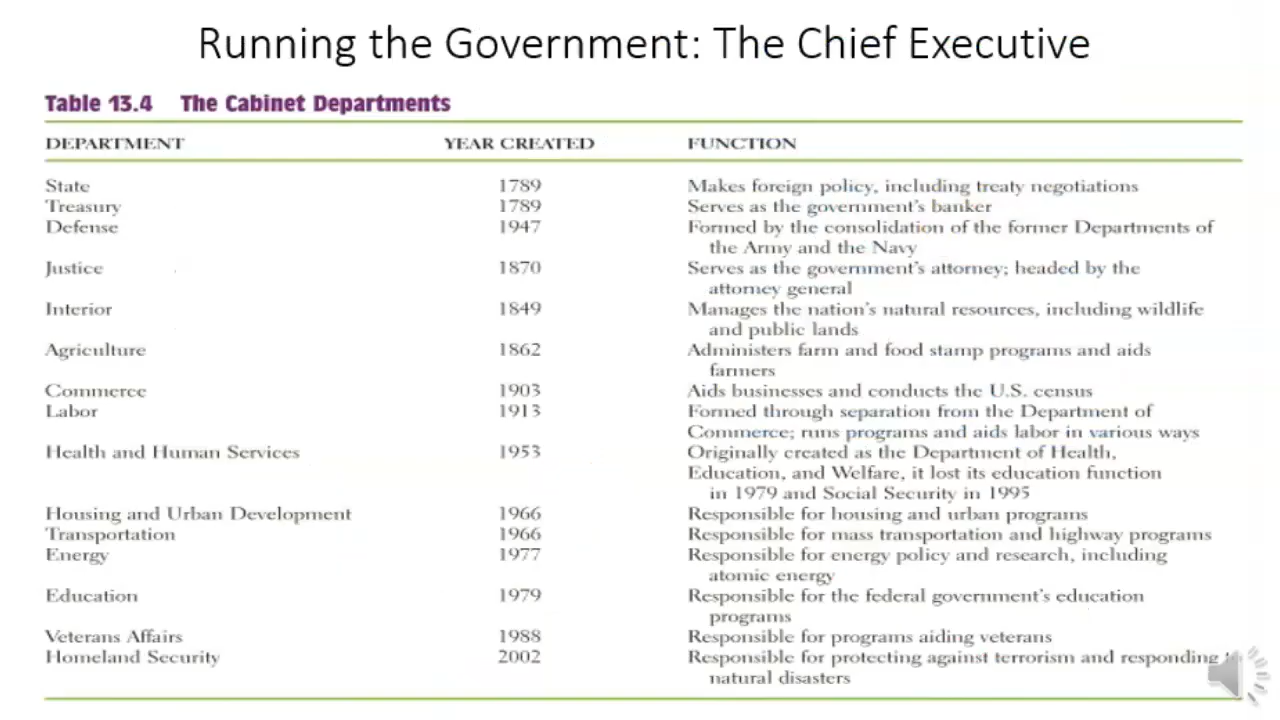 Running the Government: The Chief Executive
Table 13.4 The Cabinet Departments
DEPARTMENT YEAR CREATED FUNCTION
State 1789 Makes foreign policy, including treaty negotiations
Treasury 1789 Serves as the government's banker
Defense 1947 Formed by the consolidation of the former Departments of
the Army and the Navy
Justice 1870 Serves as the government's attorney; headed by the
attorney general
Interior 1849 Manages the nation's natural resources, including wildlife
and public lands
Agriculture 1862 Administers farm and food stamp programs and aids
farmers
Commerce 1903 Aids businesses and conducts the U.S. census
Labor 1913 Formed through separation from the Department of
Commerce; runs programs and aids labor in various ways
Health and Human Services 1953 Originally created as the Department of Health,
Education, and Welfare, it lost its education function
in 1979 and Social Security in 1995
Housing and Urban Development 1966 Responsible for housing and urban programs
Transportation 1966 Responsible for mass transportation and highway programs
Energy 1977 Responsible for energy policy and research, including
atomic energy
Education 1979 Responsible for the federal government's education
programs
Veterans Affairs 1988 Responsible for programs aiding veterans
Homeland Security 2002 Responsible for protecting against terrorism and responding
natural disasters